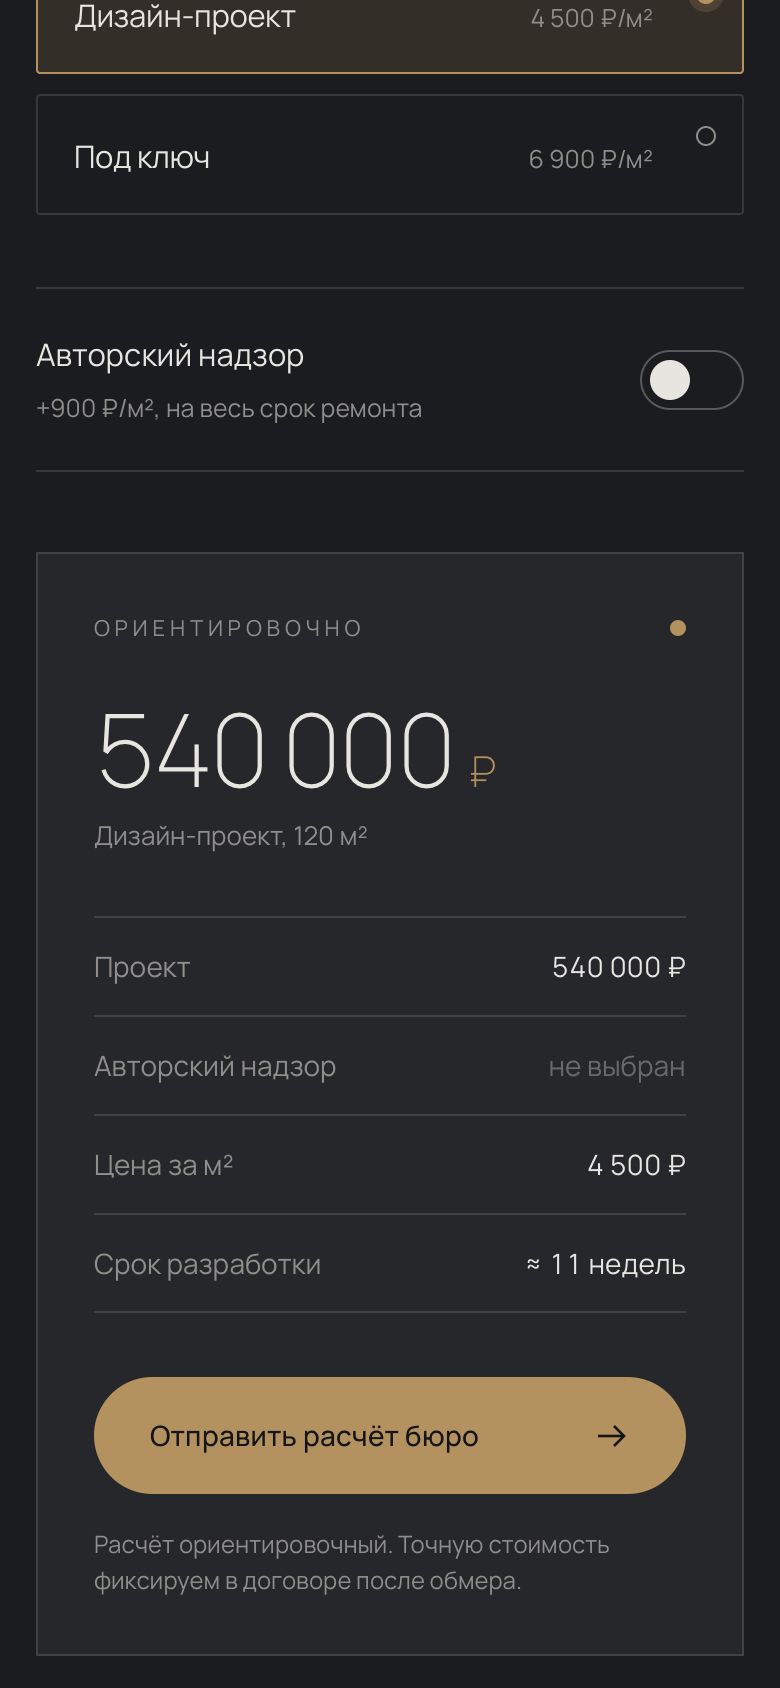 Дизайн-проект 4 500 ₽/м²
Под ключ 6 900 ₽/м²
Авторский надзор
+900 ₽/м², на весь срок ремонта
ОРИЕНТИРОВОЧНО
540 000 ₽
Дизайн-проект, 120 м²
Проект 540 000 ₽
Авторский надзор не выбран
Цена за м² 4 500 ₽
Срок разработки ≈ 11 недель
Отправить расчёт бюро →
Расчёт ориентировочный. Точную стоимость
фиксируем в договоре после обмера.